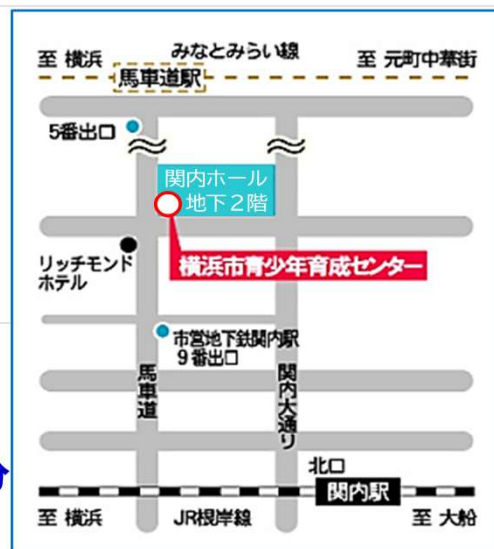 みなとみらい線
至 横浜
至 元町中華街
馬車道駅
5番出口
関内ホール
地下2階
リッチモンド
ホテル
横浜市青少年育成センター
市営地下鉄関内駅
9番出口
馬車道
関内大通り
北口
関内駅
至 横浜
JR根岸線
至 大船